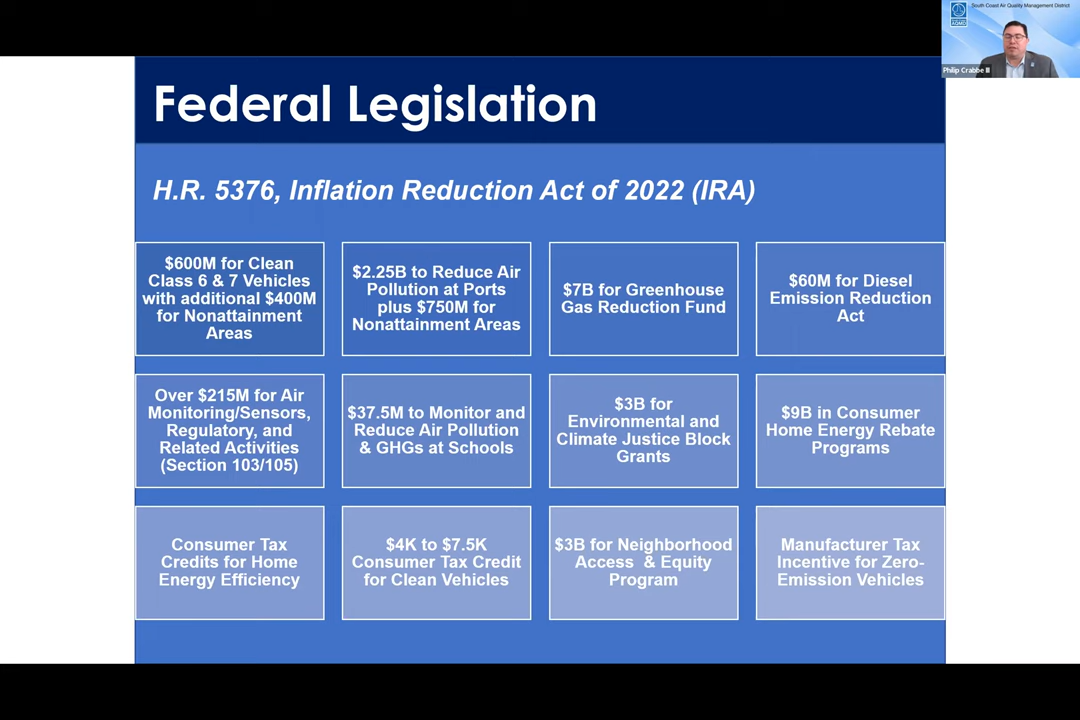 South Coast Air Quality Management District
AQMD
Philip Crabbe III
Federal Legislation
H.R. 5376, Inflation Reduction Act of 2022 (IRA)
$600M for Clean
Class 6 & 7 Vehicles
with additional $400M
for Nonattainment
Areas
$2.25B to Reduce Air
Pollution at Ports
plus $750M for
Nonattainment Areas
$7B for Greenhouse
Gas Reduction Fund
$60M for Diesel
Emission Reduction
Act
Over $215M for Air
Monitoring/Sensors,
Regulatory, and
Related Activities
(Section 103/105)
$37.5M to Monitor and
Reduce Air Pollution
& GHGs at Schools
$3B for
Environmental and
Climate Justice Block
Grants
$9B in Consumer
Home Energy Rebate
Programs
Consumer Tax
Credits for Home
Energy Efficiency
$4K to $7.5K
Consumer Tax Credit
for Clean Vehicles
$3B for Neighborhood
Access & Equity
Program
Manufacturer Tax
Incentive for Zero-
Emission Vehicles